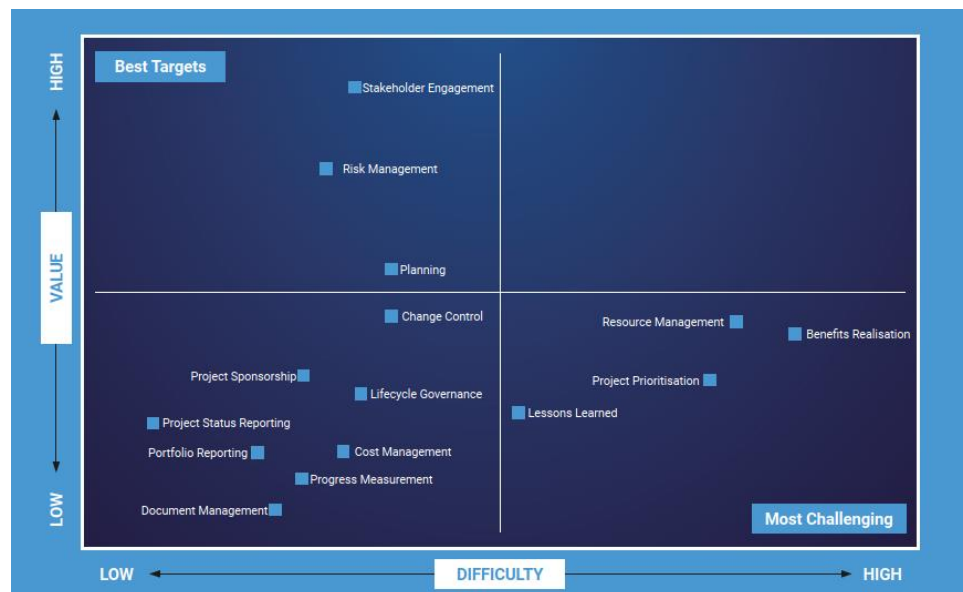 HIGH
Best Targets
Stakeholder Engagement
Risk Management
VALUE
Planning
Change Control
Resource Management
Benefits Realisation
Project Sponsorship
Project Prioritisation
Lifecycle Governance
Lessons Learned
Project Status Reporting
Portfolio Reporting
Cost Management
Progress Measurement
LOW
Document Management
Most Challenging
LOW
DIFFICULTY
HIGH